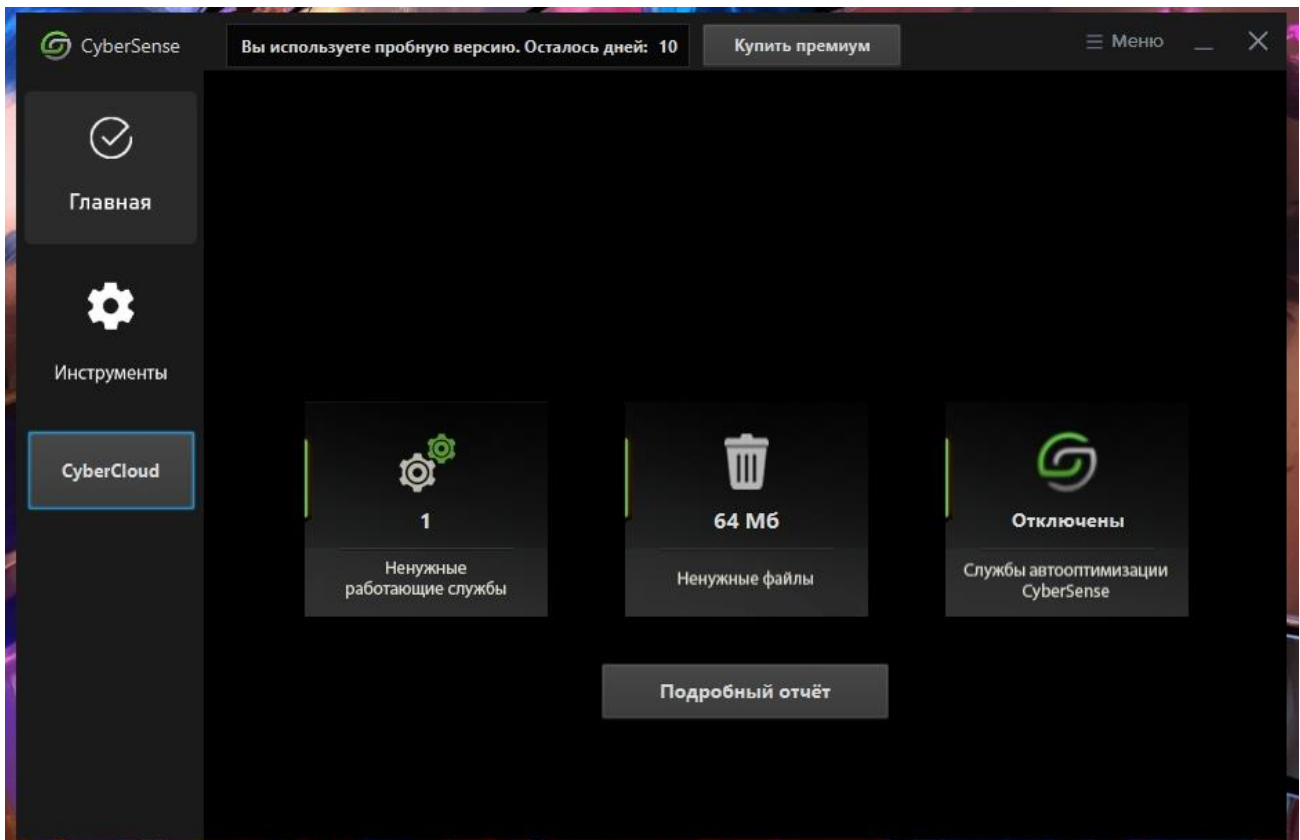 CyberSense
Вы используете пробную версию. Осталось дней: 10
Купить премиум
Меню
Главная
Инструменты
CyberCloud
1
Ненужные
работающие службы
64 Мб
Ненужные файлы
Отключены
Службы автооптимизации
CyberSense
Подробный отчёт